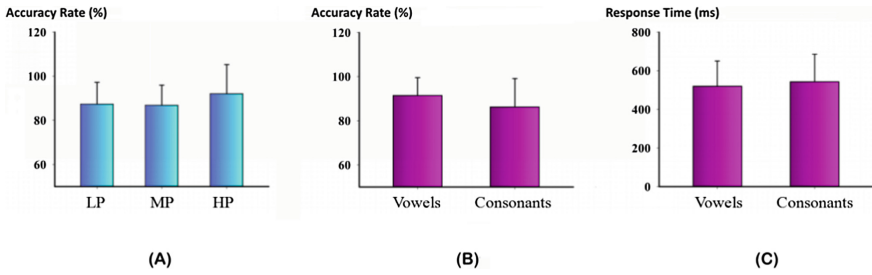 Accuracy Rate (%)
120
100
80
60
LP MP HP
(A)
Accuracy Rate (%)
120
100
80
60
Vowels Consonants
(B)
Response Time (ms)
800
600
400
200
0
Vowels Consonants
(C)